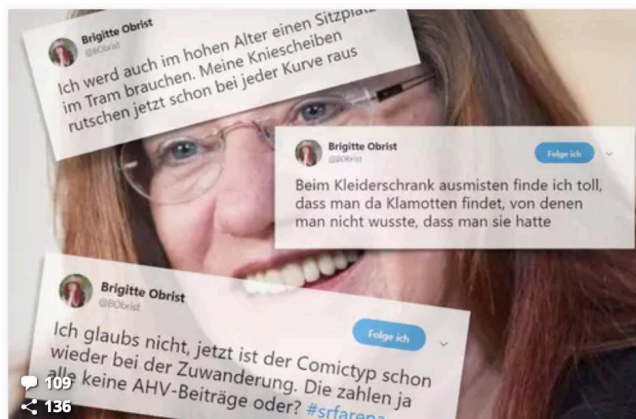 Brigitte Obrist
@BObrist
Ich werd auch im hohen Alter einen Sitzplatz
im Tram brauchen. Meine Kniescheiben
rutschen jetzt schon bei jeder Kurve raus
Brigitte Obrist
@BObrist
Folge ich
Beim Kleiderschrank ausmisten finde ich toll,
dass man da Klamotten findet, von denen
man nicht wusste, dass man sie hatte
Brigitte Obrist
@BObrist
Folge ich
Ich glaubs nicht, jetzt ist der Comictyp schon
wieder bei der Zuwanderung. Die zahlen ja
alle keine AHV-Beiträge oder? #srfarena
109
136